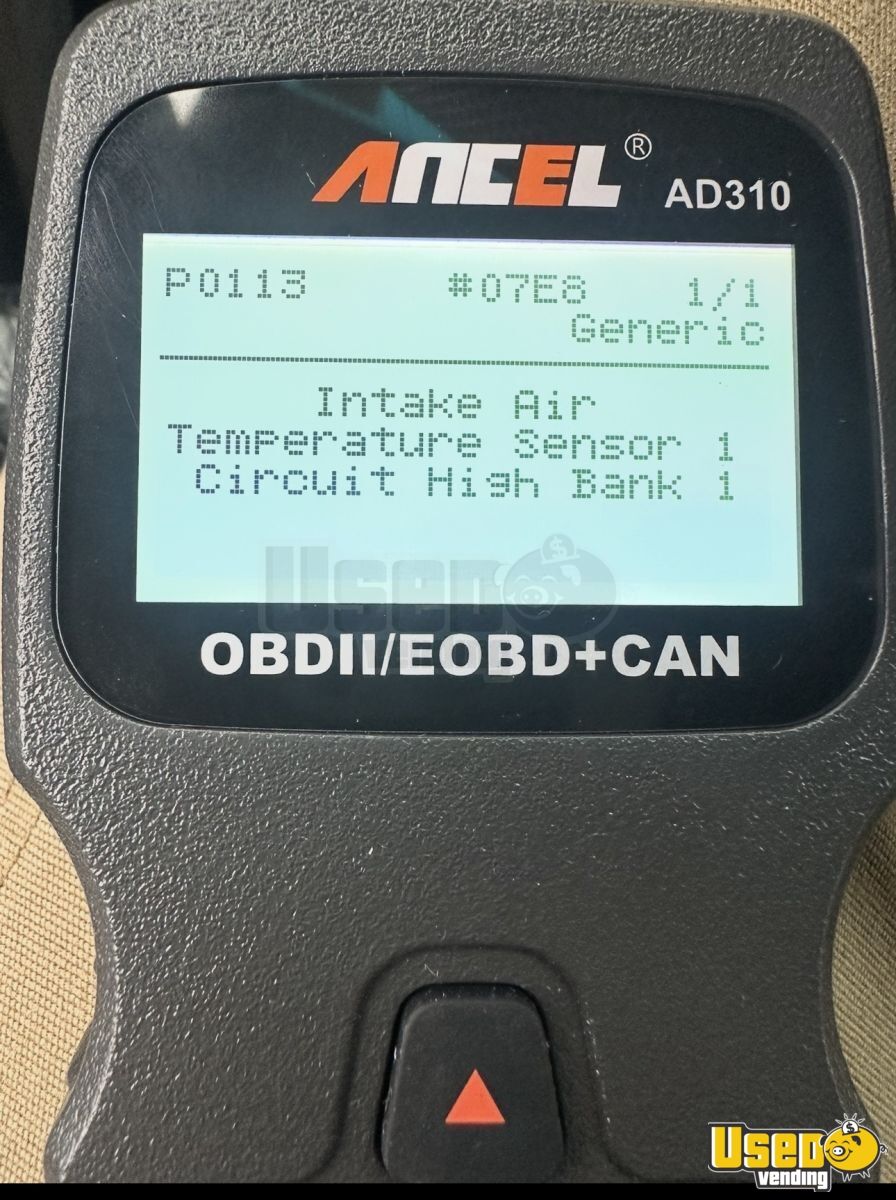 ANCEL® AD310
P0113 #07E8 1/1
Generic
Intake Air
Temperature Sensor 1
Circuit High Bank 1
Used
OBDII/EOBD+CAN
Used
vending